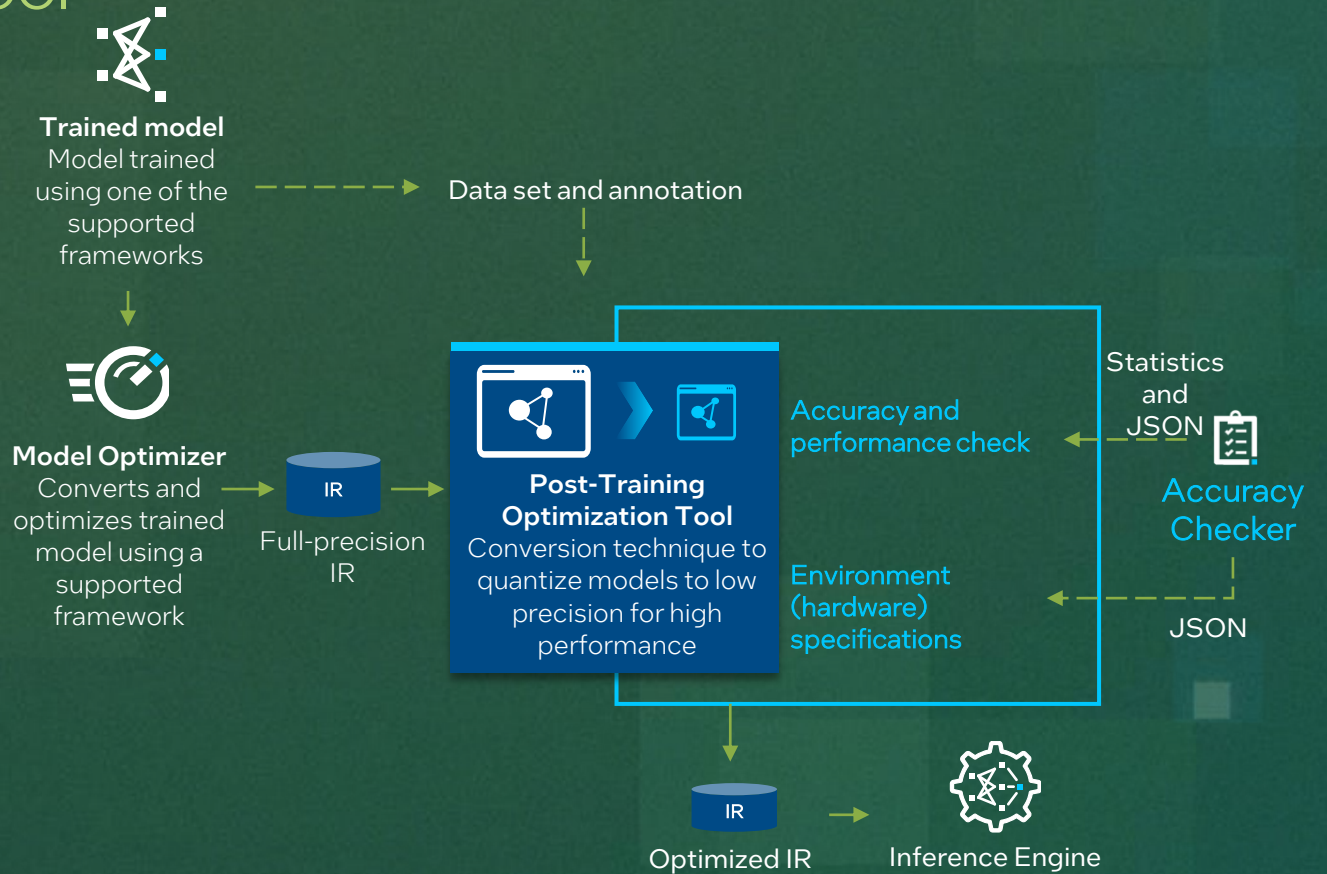 Trained model
Model trained
using one of the
supported
frameworks
Data set and annotation
Model Optimizer
Converts and
optimizes trained
model using a
supported
framework
IR
Full-precision
IR
Post-Training
Optimization Tool
Conversion technique to
quantize models to low
precision for high
performance
Accuracy and
performance check
Environment
(hardware)
specifications
Statistics
and
JSON
Accuracy
Checker
JSON
IR
Optimized IR
Inference Engine